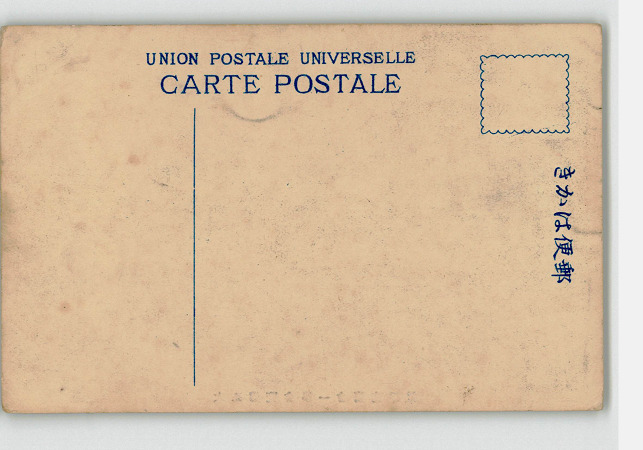 UNION POSTALE UNIVERSELLE
CARTE POSTALE
きかは便郵